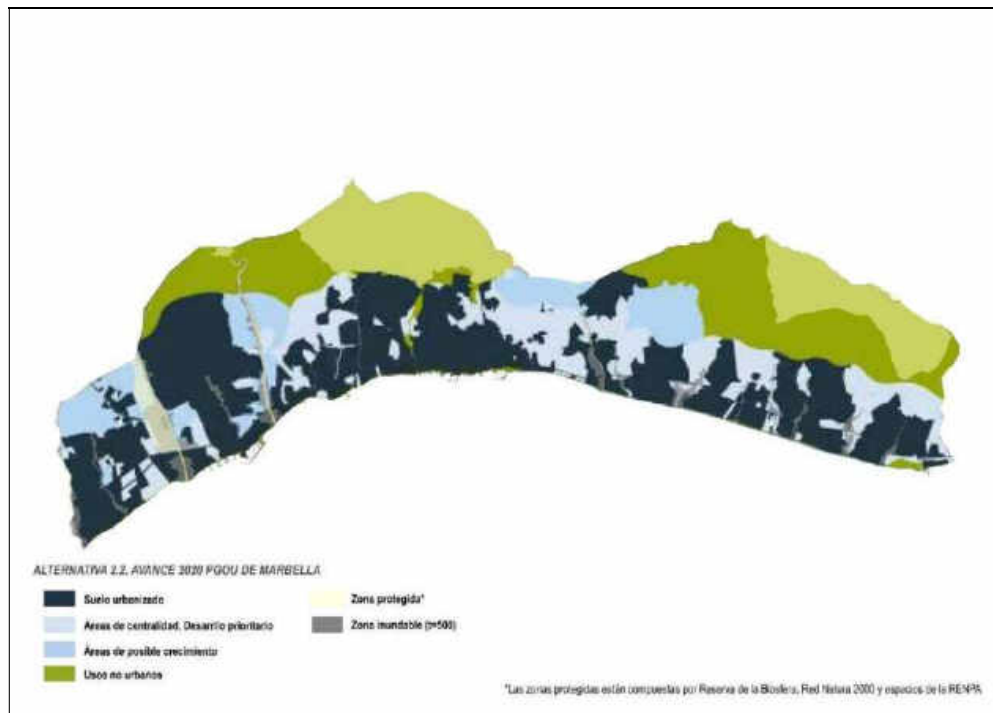 ALTERNATIVA 2.2. AVANCE 2020 PGOU DE MARBELLA
Suelo urbanizado
Áreas de centralidad. Desarrllo prioritario
Áreas de posible crecimiento
Usos no urbanos
Zona protegida*
Zona inundable (t=500)
*Las zonas protegidas están compuestas por Reserva de la Biosfera, Red Natura 2000 y espacios de la RENPA